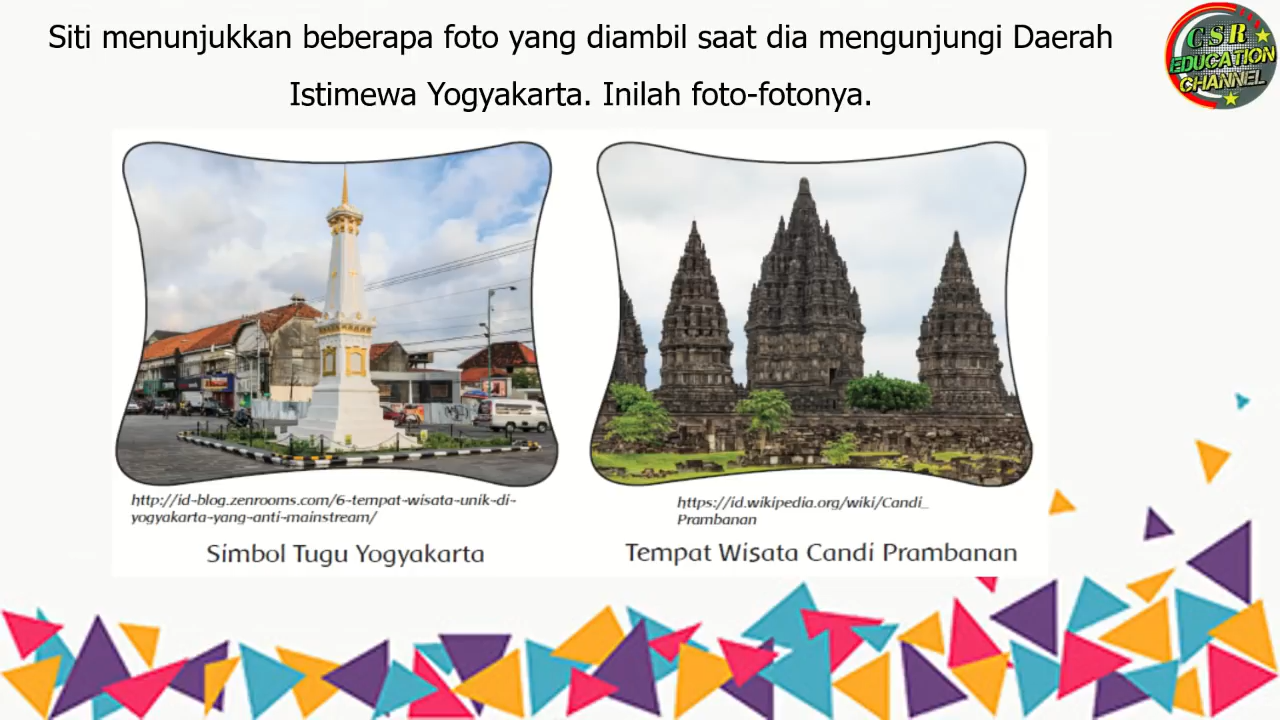 Siti menunjukkan beberapa foto yang diambil saat dia mengunjungi Daerah
Istimewa Yogyakarta. Inilah foto-fotonya.
CSR
EDUCATION
CHANNEL
http://id-blog.zenrooms.com/6-tempat-wisata-unik-di-
yogyakarta-yang-anti-mainstream/
Simbol Tugu Yogyakarta
https://id.wikipedia.org/wiki/Candi_
Prambanan
Tempat Wisata Candi Prambanan